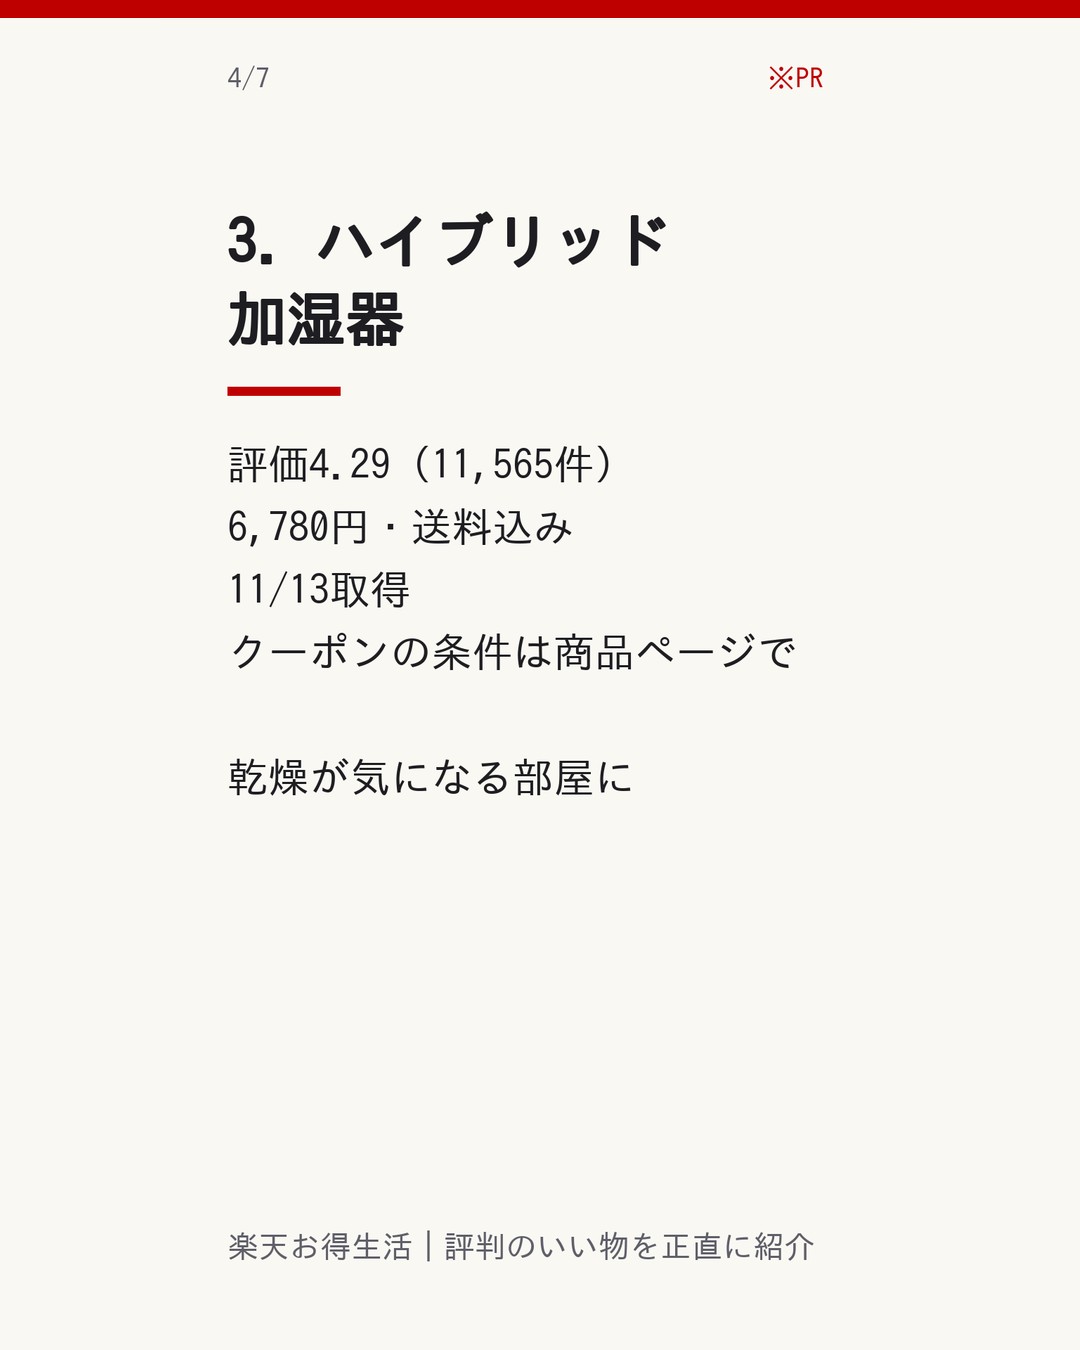 4/7
※PR
3. ハイブリッド
加湿器
評価4.29（11,565件）
6,780円・送料込み
11/13取得
クーポンの条件は商品ページで
乾燥が気になる部屋に
楽天お得生活｜評判のいい物を正直に紹介